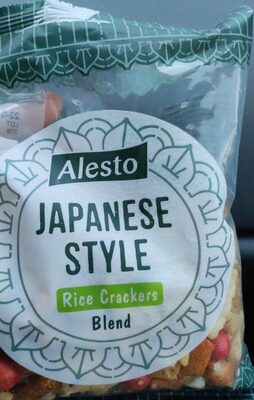 Alesto
JAPANESE
STYLE
Rice Crackers
Blend